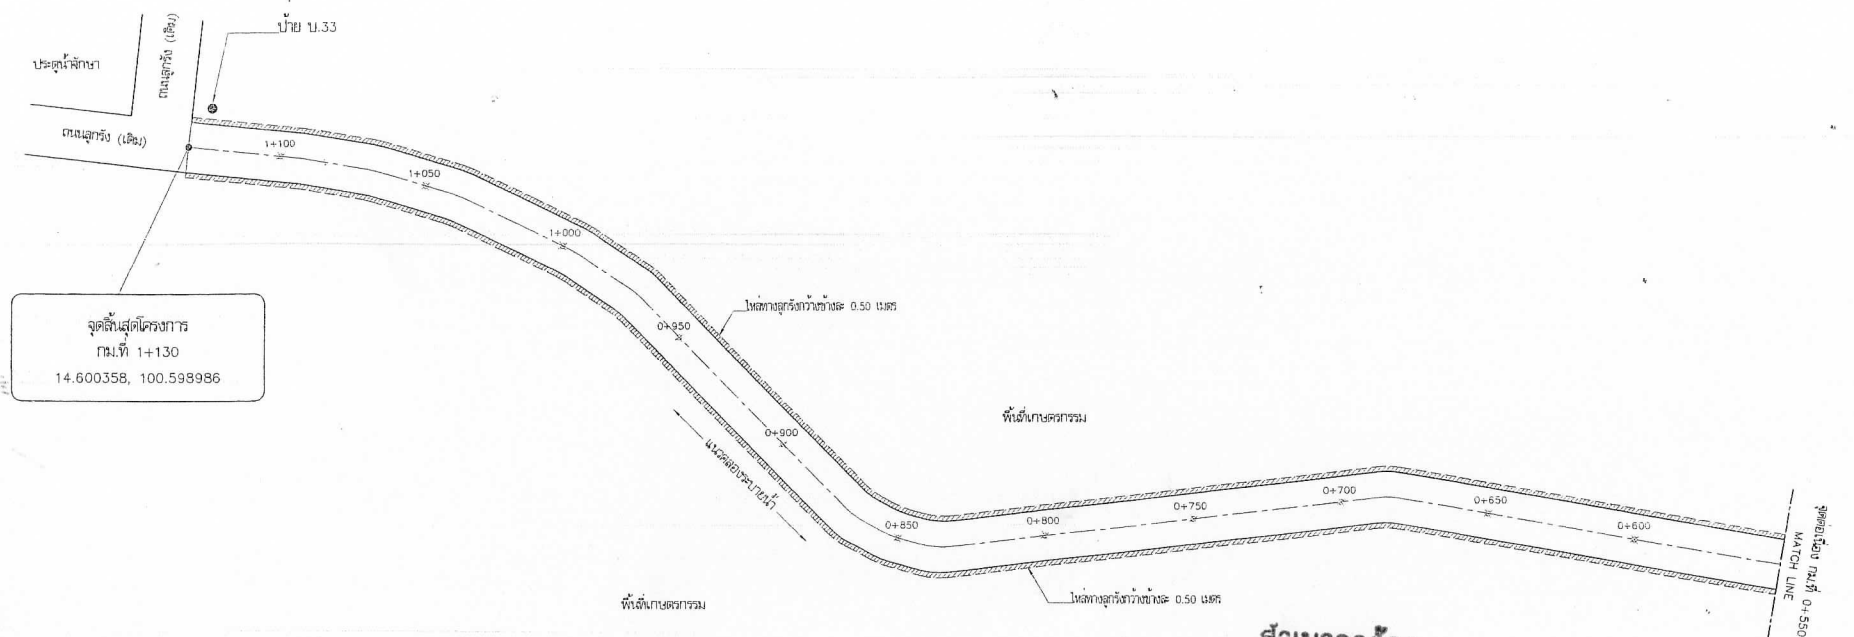 ป้าย บ.33
ประตูน้ำจักษา
ถนนลูกรัง (เดิม)
ถนนลูกรัง (เดิม)
1+100
1+050
1+000
ไหล่ทางลูกรังกว้างข้างละ 0.50 เมตร
0+950
จุดสิ้นสุดโครงการ
กม.ที่ 1+130
14.600358, 100.598986
พื้นที่เกษตรกรรม
0+900
แนวคลองระบายน้ำ
0+850
0+800
0+750
0+700
0+650
0+600
จุดต่อเนื่อง กม.ที่ 0+550
MATCH LINE
พื้นที่เกษตรกรรม
ไหล่ทางลูกรังกว้างข้างละ 0.50 เมตร